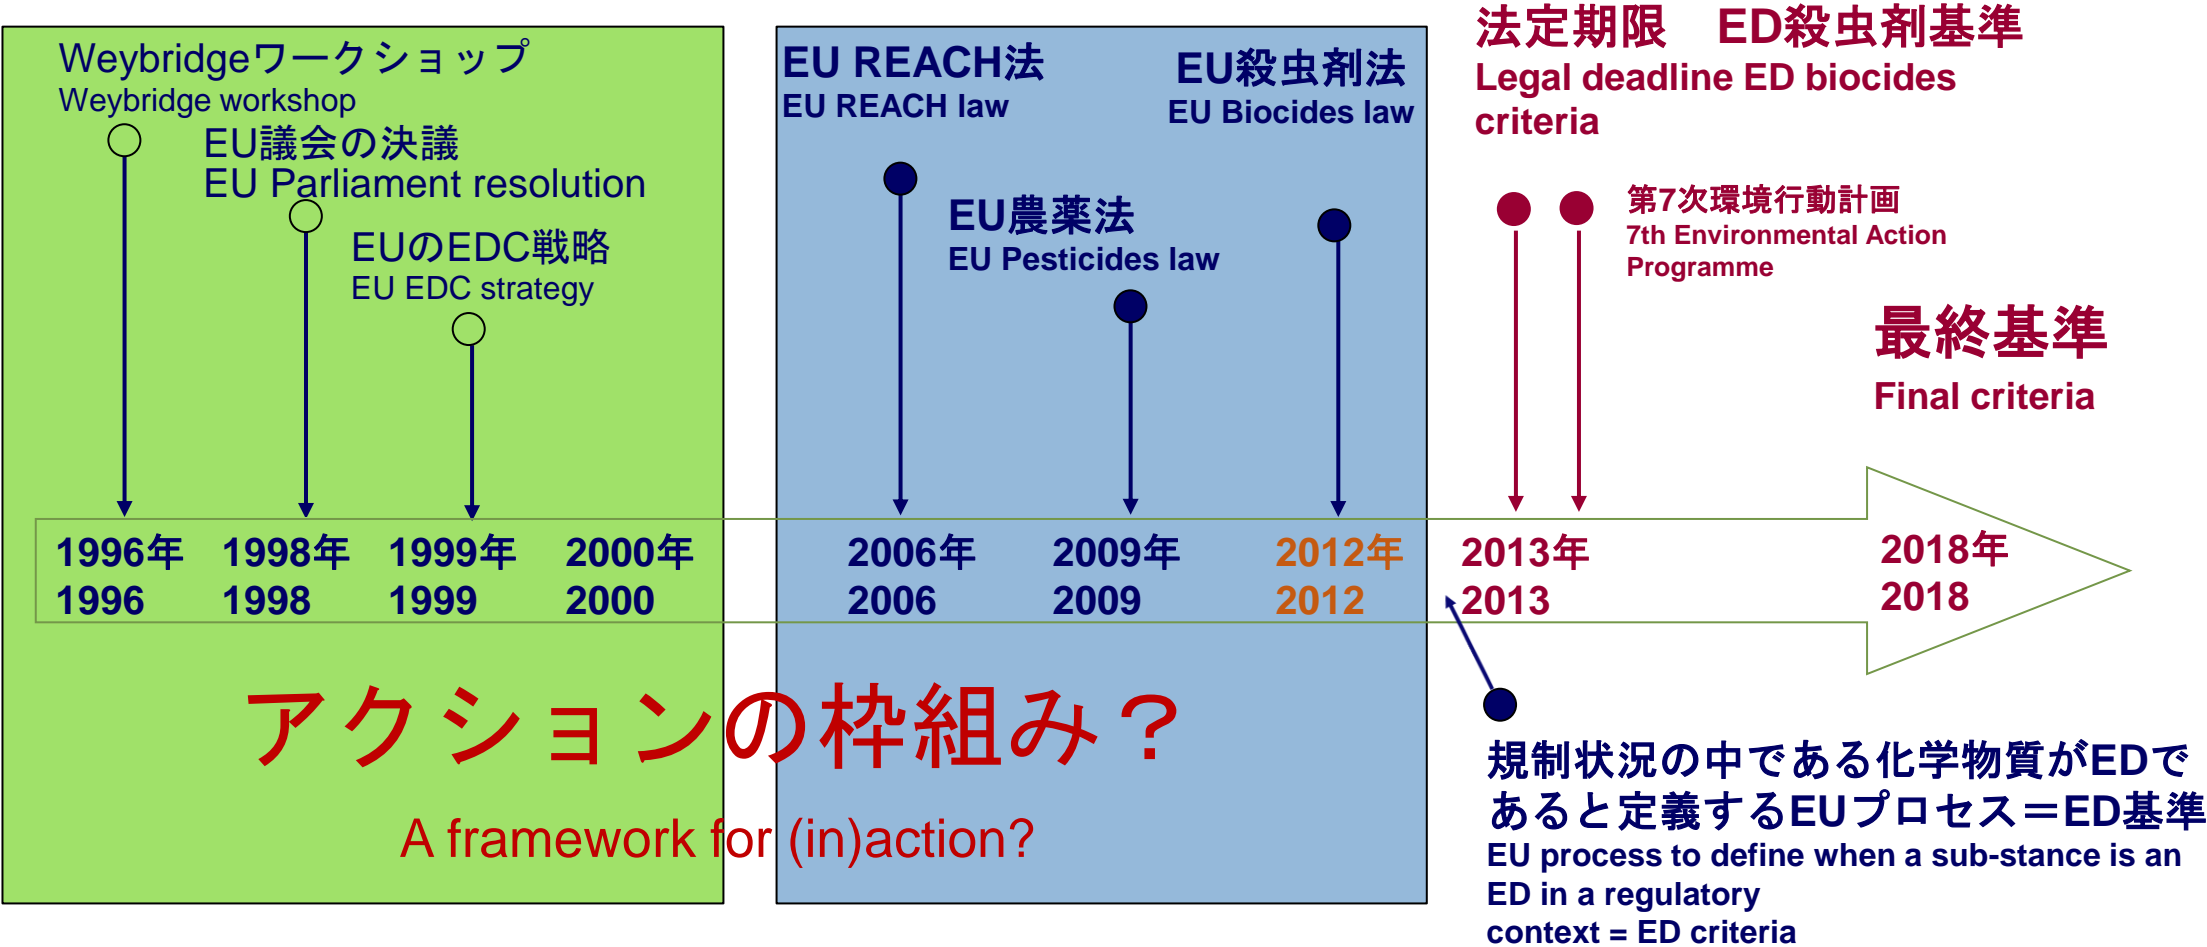 Weybridgeワークショップ
Weybridge workshop
EU議会の決議
EU Parliament resolution
EUのEDC戦略
EU EDC strategy
EU REACH法
EU REACH law
EU農薬法
EU Pesticides law
EU殺虫剤法
EU Biocides law
法定期限　ED殺虫剤基準
Legal deadline ED biocides
criteria
第7次環境行動計画
7th Environmental Action
Programme
最終基準
Final criteria
1996年
1996
1998年
1998
1999年
1999
2000年
2000
2006年
2006
2009年
2009
2012年
2012
2013年
2013
2018年
2018
アクションの枠組み？
A framework for (in)action?
規制状況の中である化学物質がEDで
あると定義するEUプロセス＝ED基準
EU process to define when a sub-stance is an
ED in a regulatory
context = ED criteria